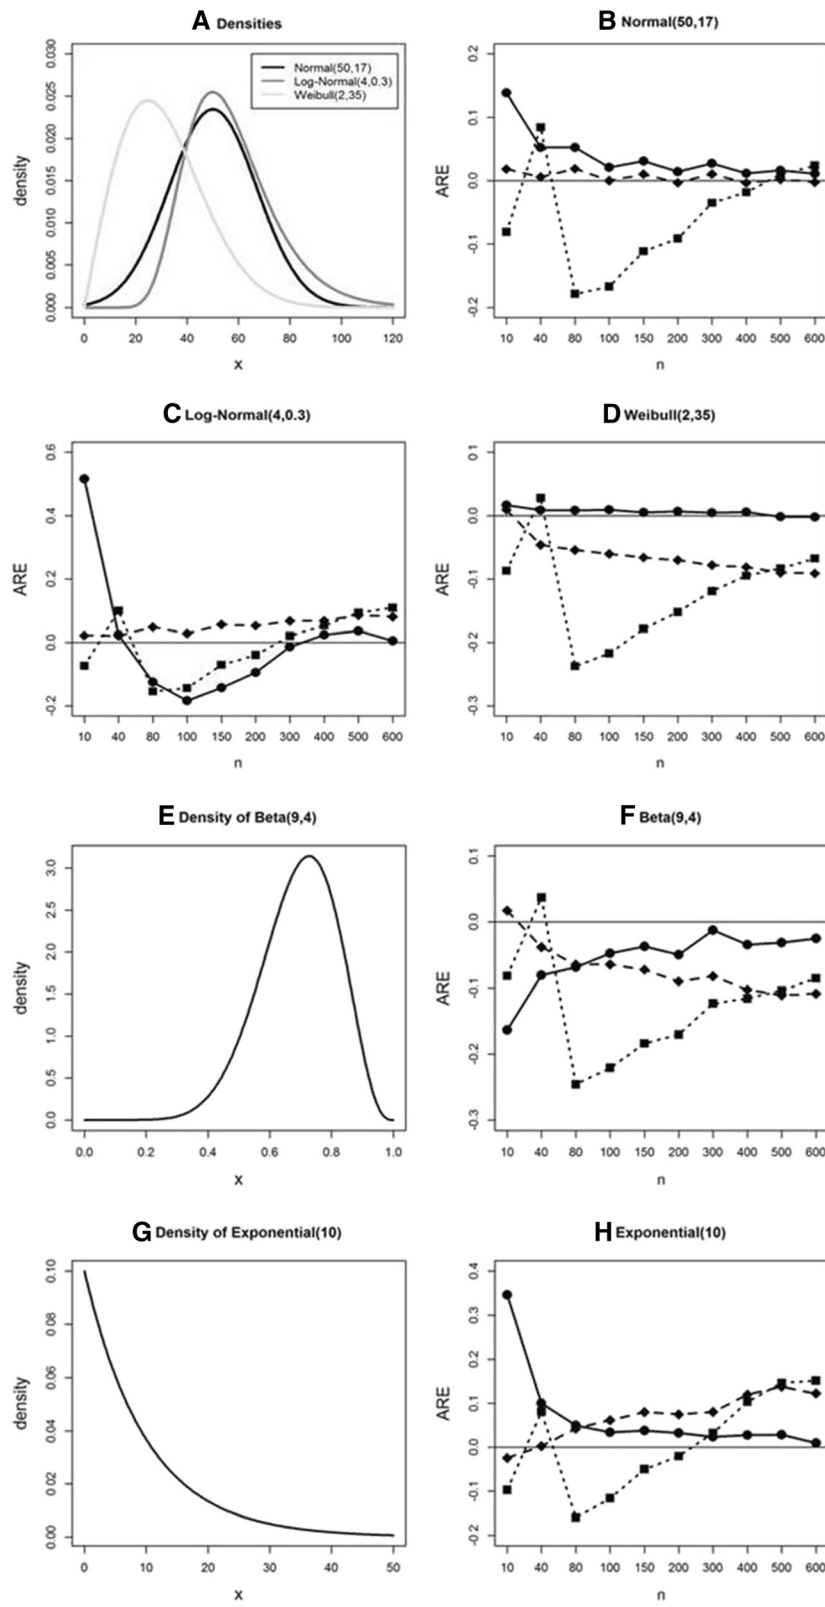 A Densities
Normal(50,17)
Log-Normal(4,0.3)
Weibull(2,35)
density
0.000 0.005 0.010 0.015 0.020 0.025 0.030
0 20 40 60 80 100 120
x
B Normal(50,17)
ARE
-0.2 -0.1 0.0 0.1 0.2
10 40 80 100 150 200 300 400 500 600
n
C Log-Normal(4,0.3)
ARE
-0.2 0.0 0.2 0.4 0.6
10 40 80 100 150 200 300 400 500 600
n
D Weibull(2,35)
ARE
-0.3 -0.2 -0.1 0.0 0.1
10 40 80 100 150 200 300 400 500 600
n
E Density of Beta(9,4)
density
0.0 0.5 1.0 1.5 2.0 3.0
0.0 0.2 0.4 0.6 0.8 1.0
x
F Beta(9,4)
ARE
-0.3 -0.2 -0.1 0.0 0.1
10 40 80 100 150 200 300 400 500 600
n
G Density of Exponential(10)
density
0.00 0.02 0.04 0.06 0.08 0.10
0 10 20 30 40 50
x
H Exponential(10)
ARE
-0.2 -0.1 0.0 0.1 0.2 0.3 0.4
10 40 80 100 150 200 300 400 500 600
n